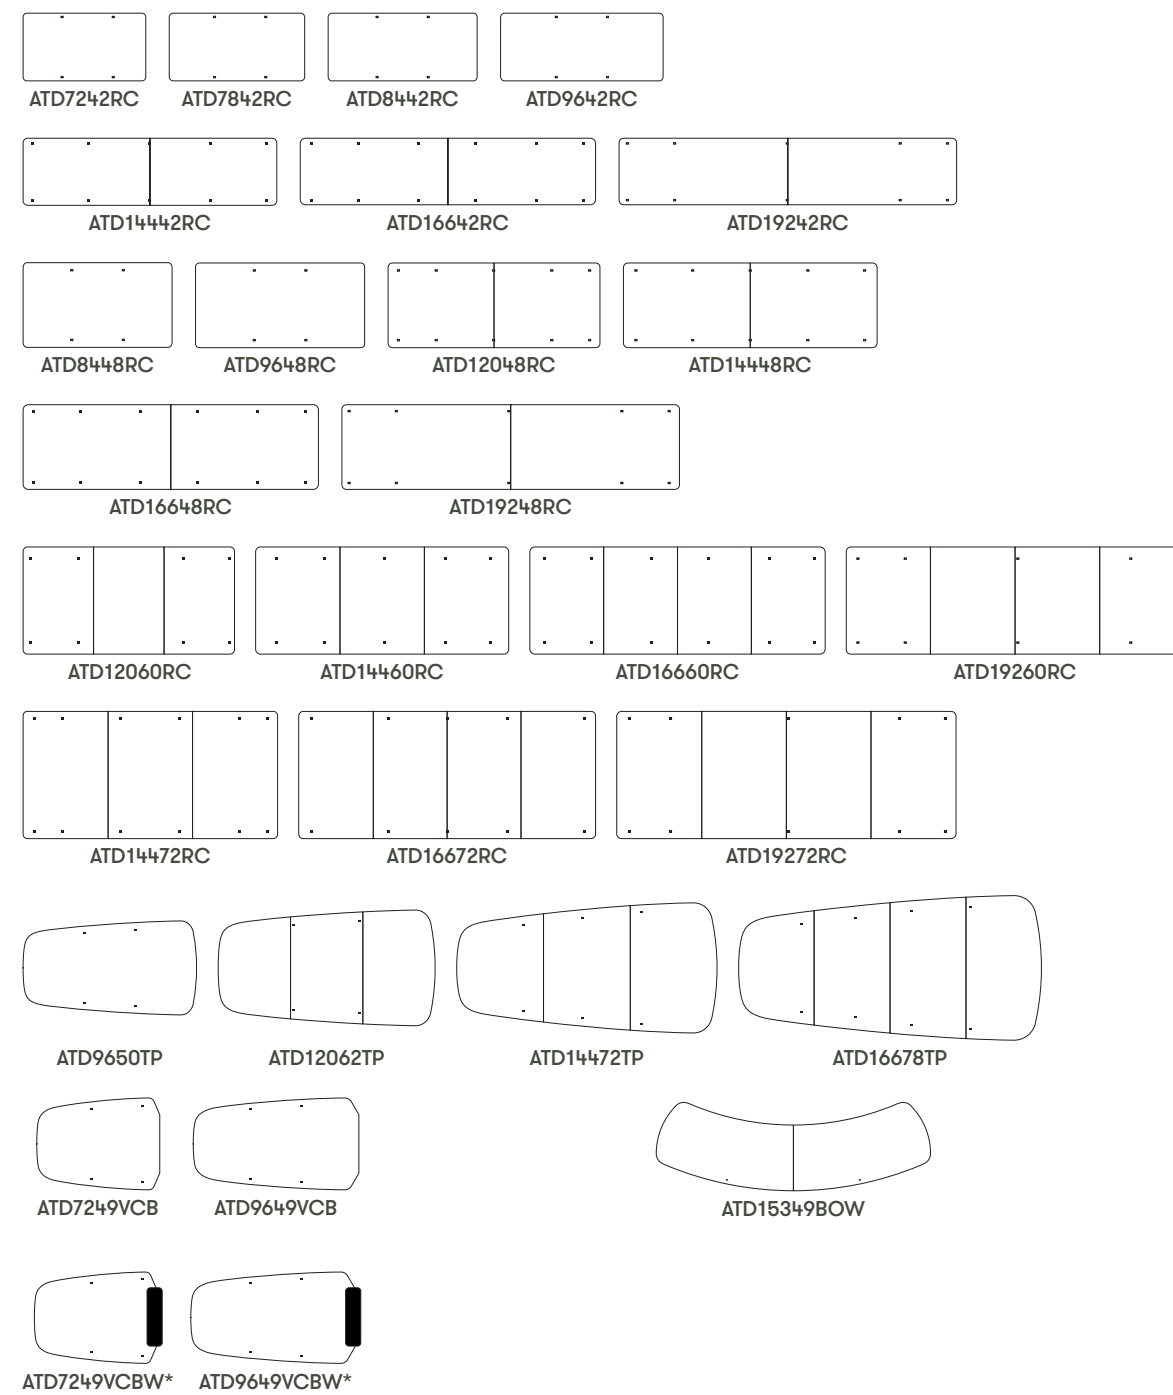 ATD7242RC ATD7842RC ATD8442RC ATD9642RC
ATD14442RC ATD16642RC ATD19242RC
ATD8448RC ATD9648RC ATD12048RC ATD14448RC
ATD16648RC ATD19248RC
ATD12060RC ATD14460RC ATD16660RC ATD19260RC
ATD14472RC ATD16672RC ATD19272RC
ATD9650TP ATD12062TP ATD14472TP ATD16678TP
ATD7249VCB ATD9649VCB ATD15349BOW
ATD7249VCBW* ATD9649VCBW*